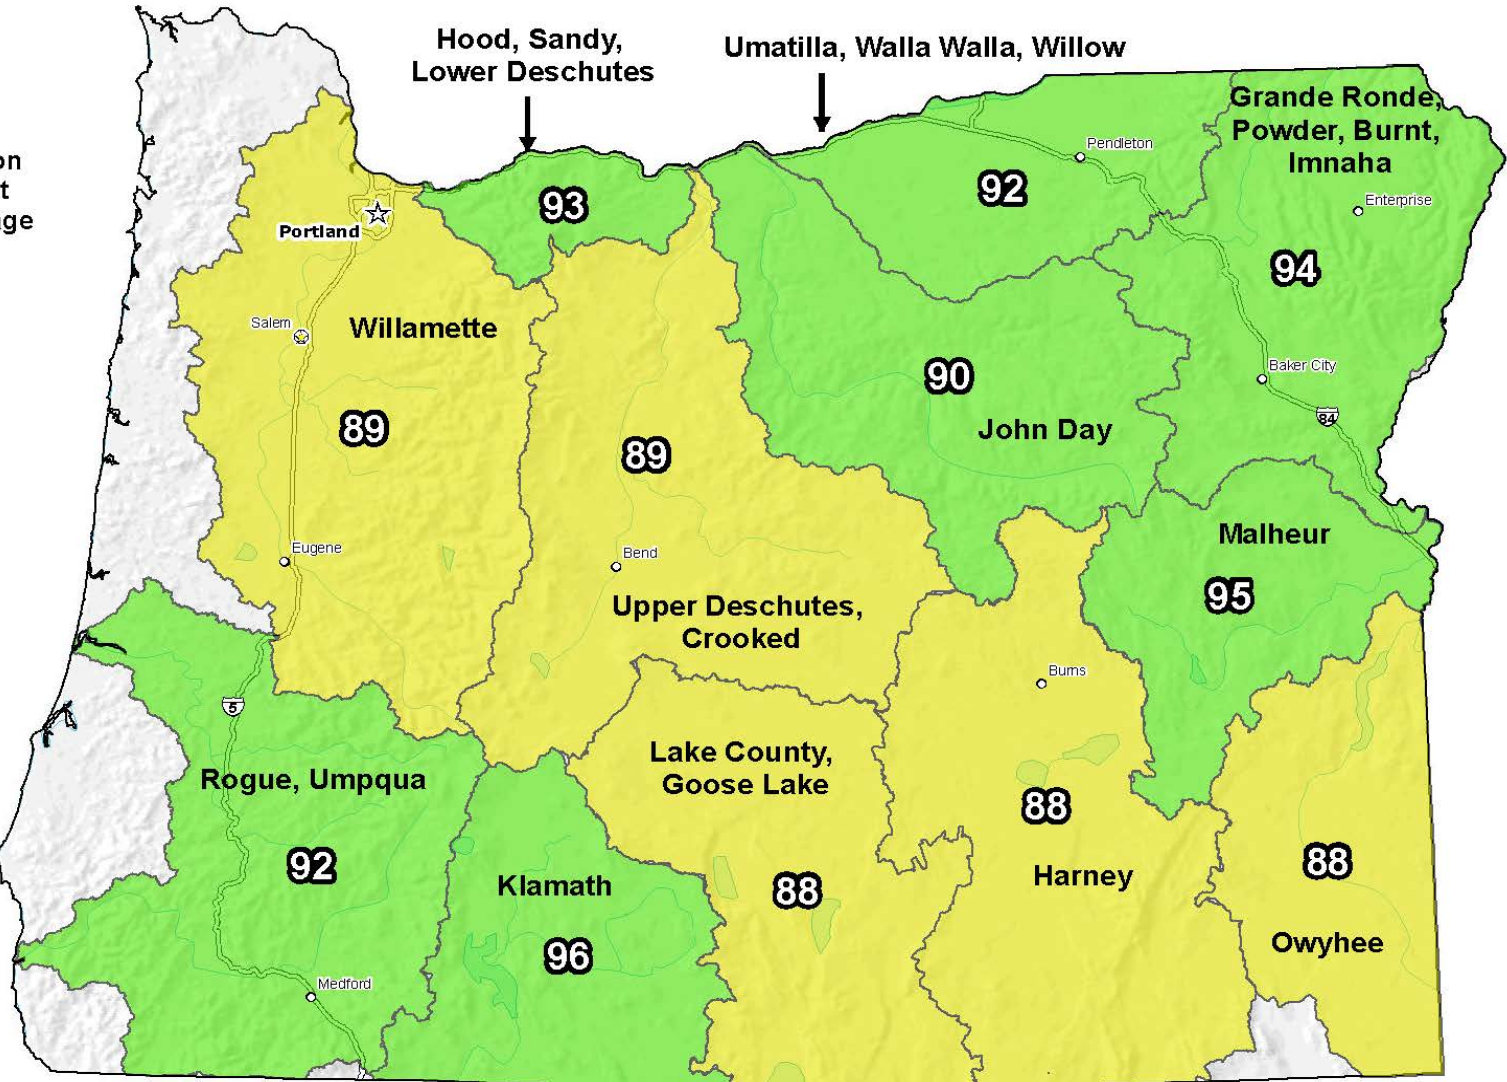 Hood, Sandy,
Lower Deschutes
Umatilla, Walla Walla, Willow
Grande Ronde,
Powder, Burnt,
Imnaha
Pendleton
Enterprise
93
92
94
Portland
Salem
Willamette
89
89
90
John Day
Baker City
84
Malheur
95
Eugene
Bend
Upper Deschutes,
Crooked
Burns
5
Rogue, Umpqua
92
Lake County,
Goose Lake
88
88
Harney
88
Owyhee
Klamath
96
Medford